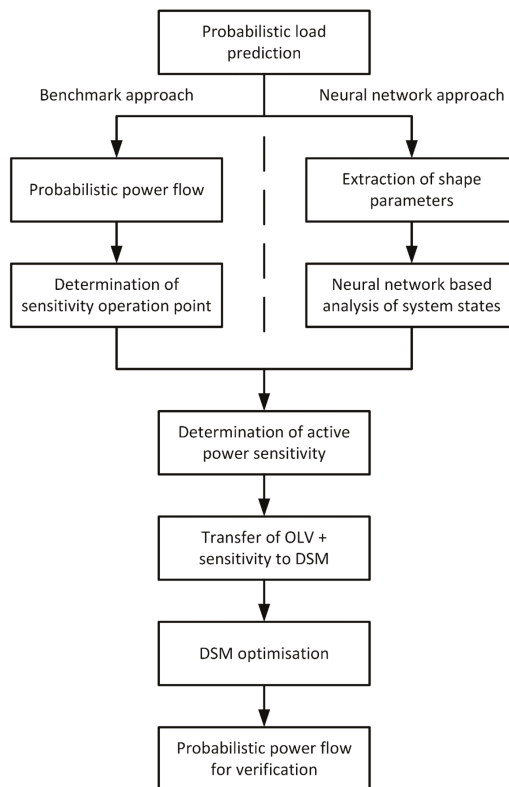 Probabilistic load
prediction
Benchmark approach
Neural network approach
Probabilistic power flow
Extraction of shape
parameters
Determination of
sensitivity operation point
Neural network based
analysis of system states
Determination of active
power sensitivity
Transfer of OLV +
sensitivity to DSM
DSM optimisation
Probabilistic power flow
for verification